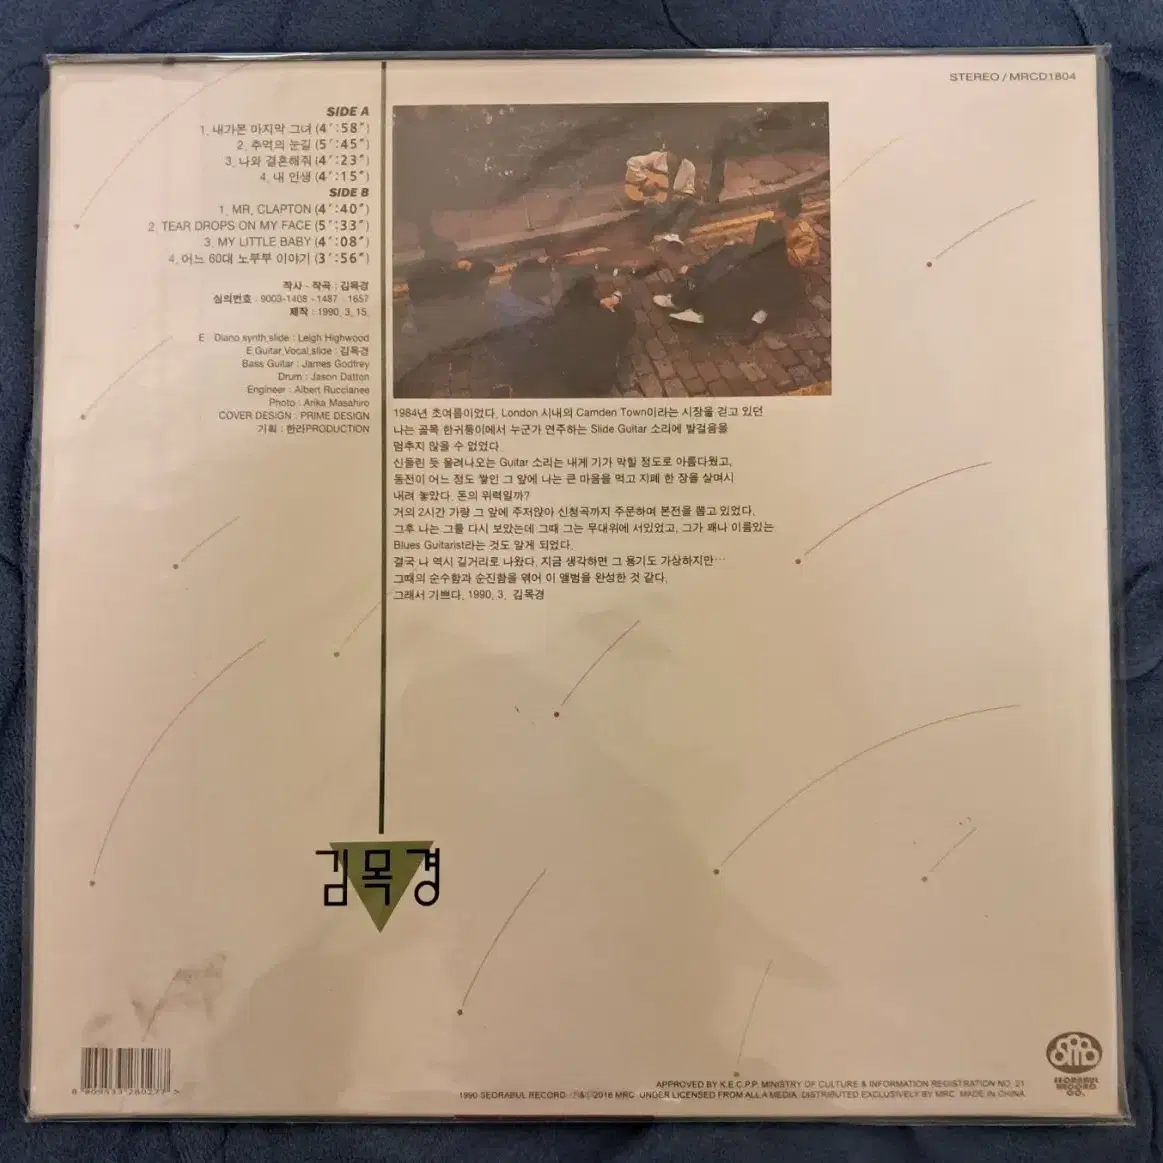 STEREO / MRCD1804
SIDE A
1. 내가본 마지막 그녀 (4':58")
2. 추억의 눈길 (5':45")
3. 나와 결혼해줘 (4':23")
4. 내 인생 (4':15")
SIDE B
1. MR. CLAPTON (4':40")
2. TEAR DROPS ON MY FACE (5':33")
3. MY LITTLE BABY (4':08")
4. 어느 60대 노부부 이야기 (3':56")
작사·작곡 : 김목경
심의번호 : 9003-1408 - 1487 · 1657
제작 : 1990. 3. 15.
E Diano synth slide : Leigh Highwood
E Guitar Vocal slide : 김목경
Bass Guitar : James Godfrey
Drum : Jason Datton
Engineer : Albert Ruccianee
Photo : Arika Masahiro
COVER DESIGN : PRIME DESIGN
기획 : 한라PRODUCTION
1984년 초여름이었다. London 시내의 Camden Town이라는 시장을 걷고 있던
나는 골목 한귀퉁이에서 누군가 연주하는 Slide Guitar 소리에 발걸음을
멈추지 않을 수 없었다.
신들린 듯 울려나오는 Guitar 소리는 내게 기가 막힐 정도로 아름다웠고,
동전이 어느 정도 쌓인 그 앞에 나는 큰 마음을 먹고 지폐 한 장을 살며시
내려 놓았다. 돈의 위력일까?
거의 2시간 가량 그 앞에 주저앉아 신청곡까지 주문하며 본전을 뽑고 있었다.
그후 나는 그를 다시 보았는데 그때 그는 무대위에 서있었고, 그가 꽤나 이름있는
Blues Guitarist라는 것도 알게 되었다.
결국 나 역시 길거리로 나왔다. 지금 생각하면 그 용기도 가상하지만…
그때의 순수함과 순진함을 엮어 이 앨범을 완성한 것 같다.
그래서 기쁘다. 1990. 3. 김목경
김목경
8 809533 280277 >
SEORABUL
RECORD
CO.
APPROVED BY K.E.C.P.P. MINISTRY OF CULTURE & INFORMATION REGISTRATION NO. 21
1990 SEORABUL RECORD. ℗&©2018 MRC. UNDER LICENSED FROM ALL A MEDIA. DISTRIBUTED EXCLUSIVELY BY MRC. MADE IN CHINA